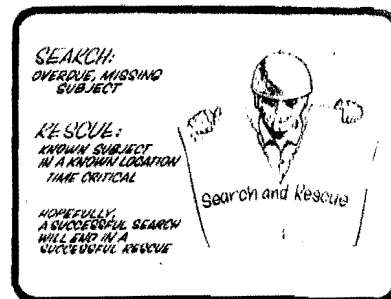 SEARCH:
OVERDUE, MISSING
SUBJECT
RESCUE:
KNOWN SUBJECT
IN A KNOWN LOCATION
TIME CRITICAL
HOPEFULLY,
A SUCCESSFUL SEARCH
WILL END IN A
SUCCESSFUL RESCUE
Search and Rescue